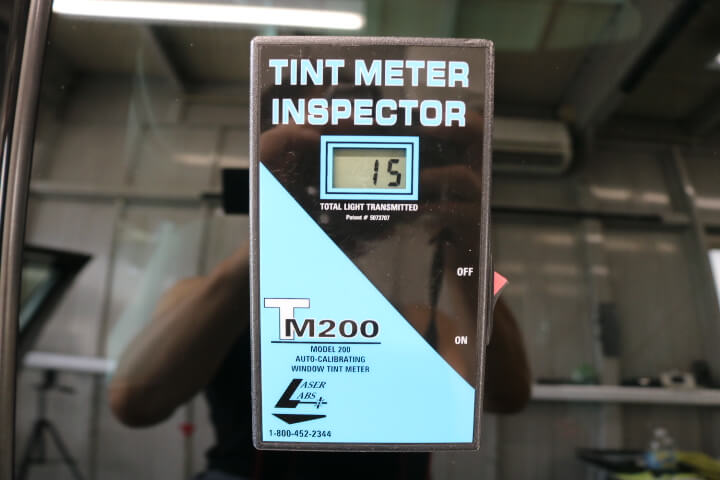 TINT METER
INSPECTOR
15
TOTAL LIGHT TRANSMITTED
Patent # 5073707
OFF
ON
TM200
MODEL 200
AUTO-CALIBRATING
WINDOW TINT METER
LASER
LABS
1-800-452-2344